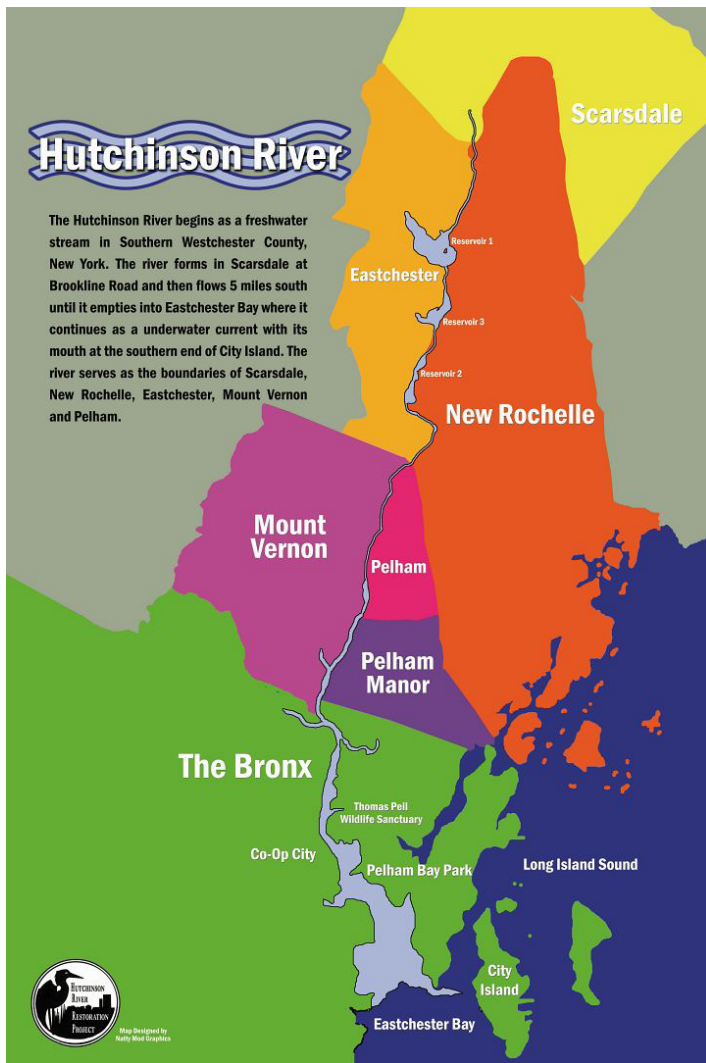 Scarsdale
Hutchinson River
The Hutchinson River begins as a freshwater
stream in Southern Westchester County,
New York. The river forms in Scarsdale at
Brookline Road and then flows 5 miles south
until it empties into Eastchester Bay where it
continues as a underwater current with its
mouth at the southern end of City Island. The
river serves as the boundaries of Scarsdale,
New Rochelle, Eastchester, Mount Vernon
and Pelham.
Reservoir 1
Eastchester
Reservoir 3
Reservoir 2
New Rochelle
Mount
Vernon
Pelham
Pelham
Manor
The Bronx
Thomas Pell
Wildlife Sanctuary
Co-Op City
Pelham Bay Park
Long Island Sound
City
Island
Eastchester Bay
Hutchinson
River
Restoration
Project
Map Designed by
Natty Mod Graphics